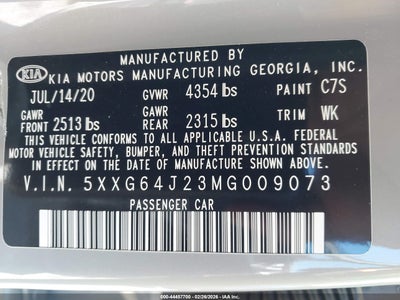 MANUFACTURED BY
KIA KIA MOTORS MANUFACTURING GEORGIA, INC.
JUL/14/20 GVWR 4354 lbs PAINT C7S
GAWR FRONT 2513 lbs GAWR REAR 2315 lbs TRIM WK
THIS VEHICLE CONFORMS TO ALL APPLICABLE U.S.A. FEDERAL
MOTOR VEHICLE SAFETY, BUMPER, AND THEFT PREVENTION STANDARDS
IN EFFECT ON THE DATE OF MANUFACTURE SHOWN ABOVE.
V.I.N. 5XXG64J23MG009073
PASSENGER CAR
000-44457700 - 02/26/2026 - IAA Inc.